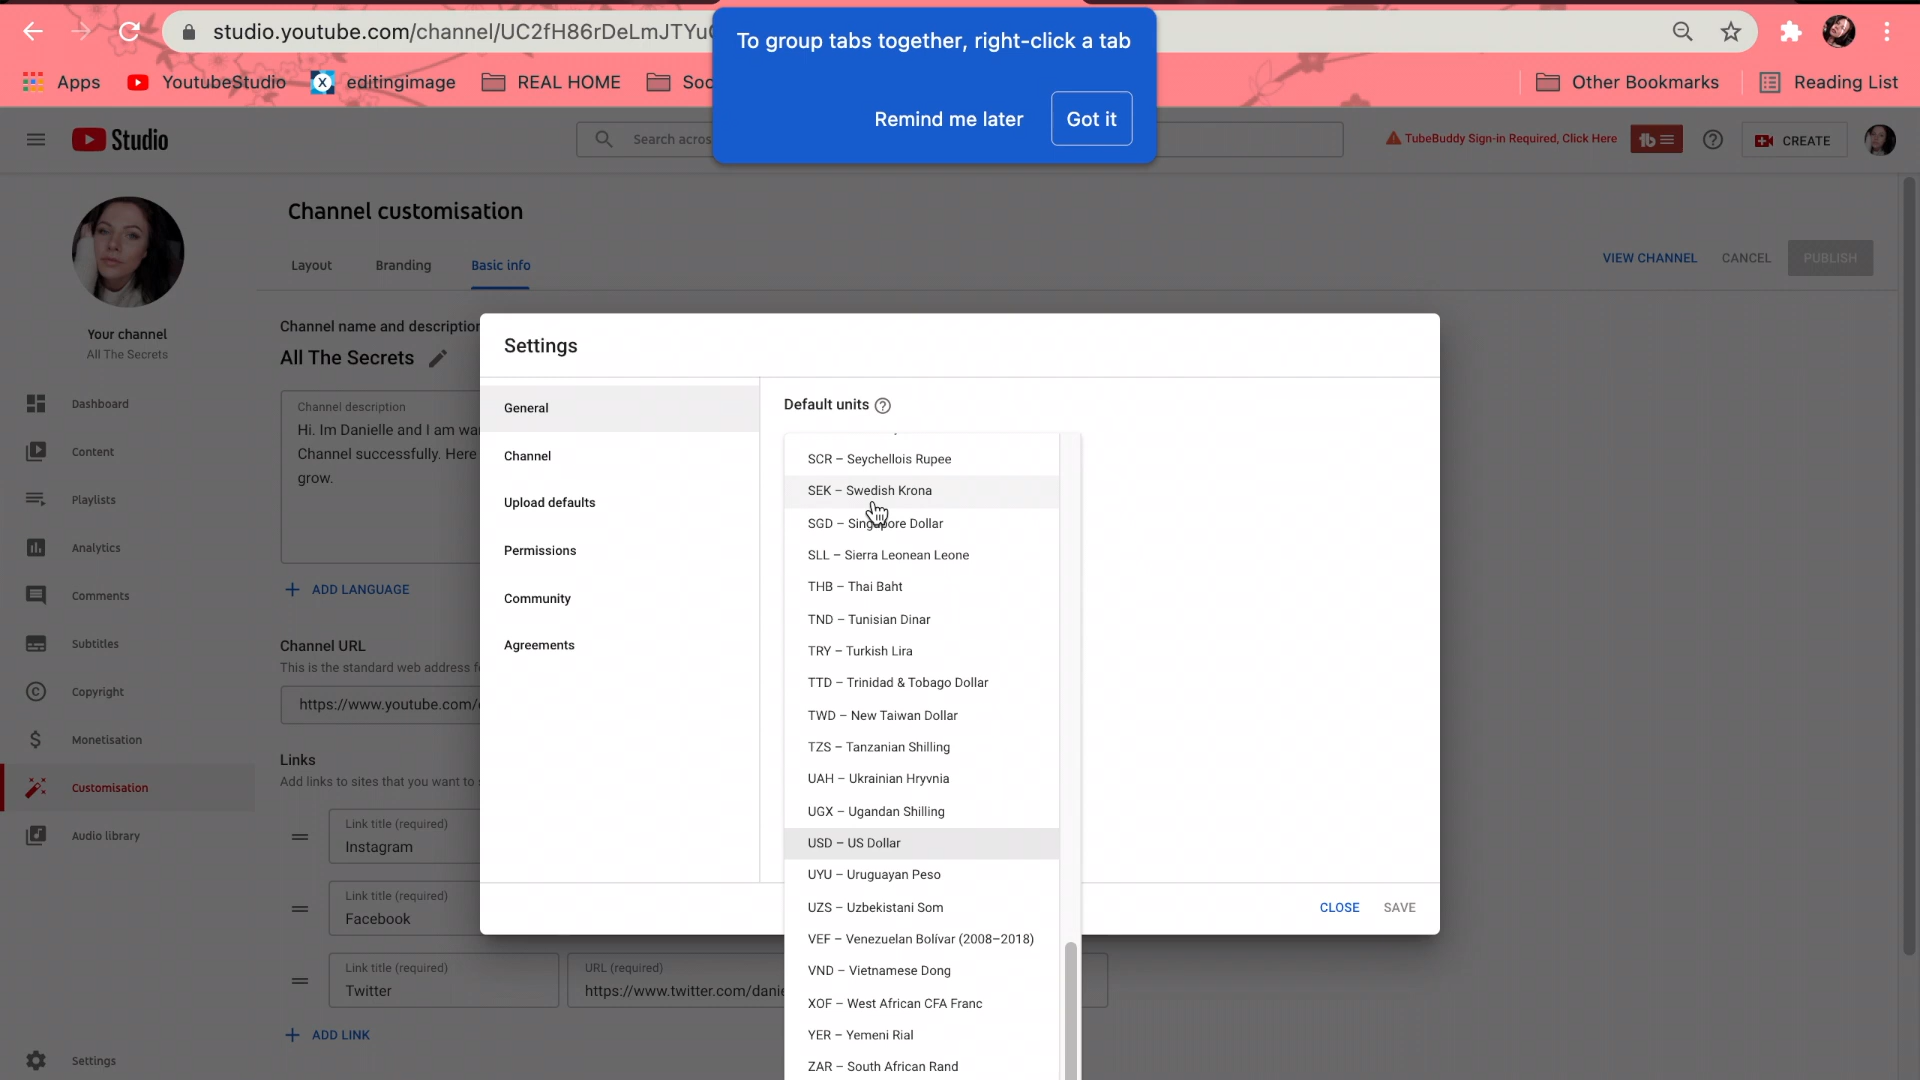 studio.youtube.com/channel/UC2fH86rDeLmJTYu
To group tabs together, right-click a tab
Remind me later
Got it
Apps
YoutubeStudio
editingimage
REAL HOME
Soc
Other Bookmarks
Reading List
Studio
Search acros
TubeBuddy Sign-in Required, Click Here
tb
CREATE
Channel customisation
Layout
Branding
Basic info
VIEW CHANNEL
CANCEL
PUBLISH
Your channel
All The Secrets
Dashboard
Content
Playlists
Analytics
Comments
Subtitles
Copyright
Monetisation
Customisation
Audio library
Settings
Channel name and description
All The Secrets
Channel description
Hi. Im Danielle and I am wa
Channel successfully. Here
grow.
ADD LANGUAGE
Channel URL
This is the standard web address f
https://www.youtube.com/
Links
Add links to sites that you want to
Link title (required)
Instagram
Link title (required)
Facebook
Link title (required)
Twitter
URL (required)
https://www.twitter.com/danie
ADD LINK
Settings
General
Channel
Upload defaults
Permissions
Community
Agreements
Default units
SCR – Seychellois Rupee
SEK – Swedish Krona
SGD – Singapore Dollar
SLL – Sierra Leonean Leone
THB – Thai Baht
TND – Tunisian Dinar
TRY – Turkish Lira
TTD – Trinidad & Tobago Dollar
TWD – New Taiwan Dollar
TZS – Tanzanian Shilling
UAH – Ukrainian Hryvnia
UGX – Ugandan Shilling
USD – US Dollar
UYU – Uruguayan Peso
UZS – Uzbekistani Som
VEF – Venezuelan Bolívar (2008–2018)
VND – Vietnamese Dong
XOF – West African CFA Franc
YER – Yemeni Rial
ZAR – South African Rand
CLOSE
SAVE